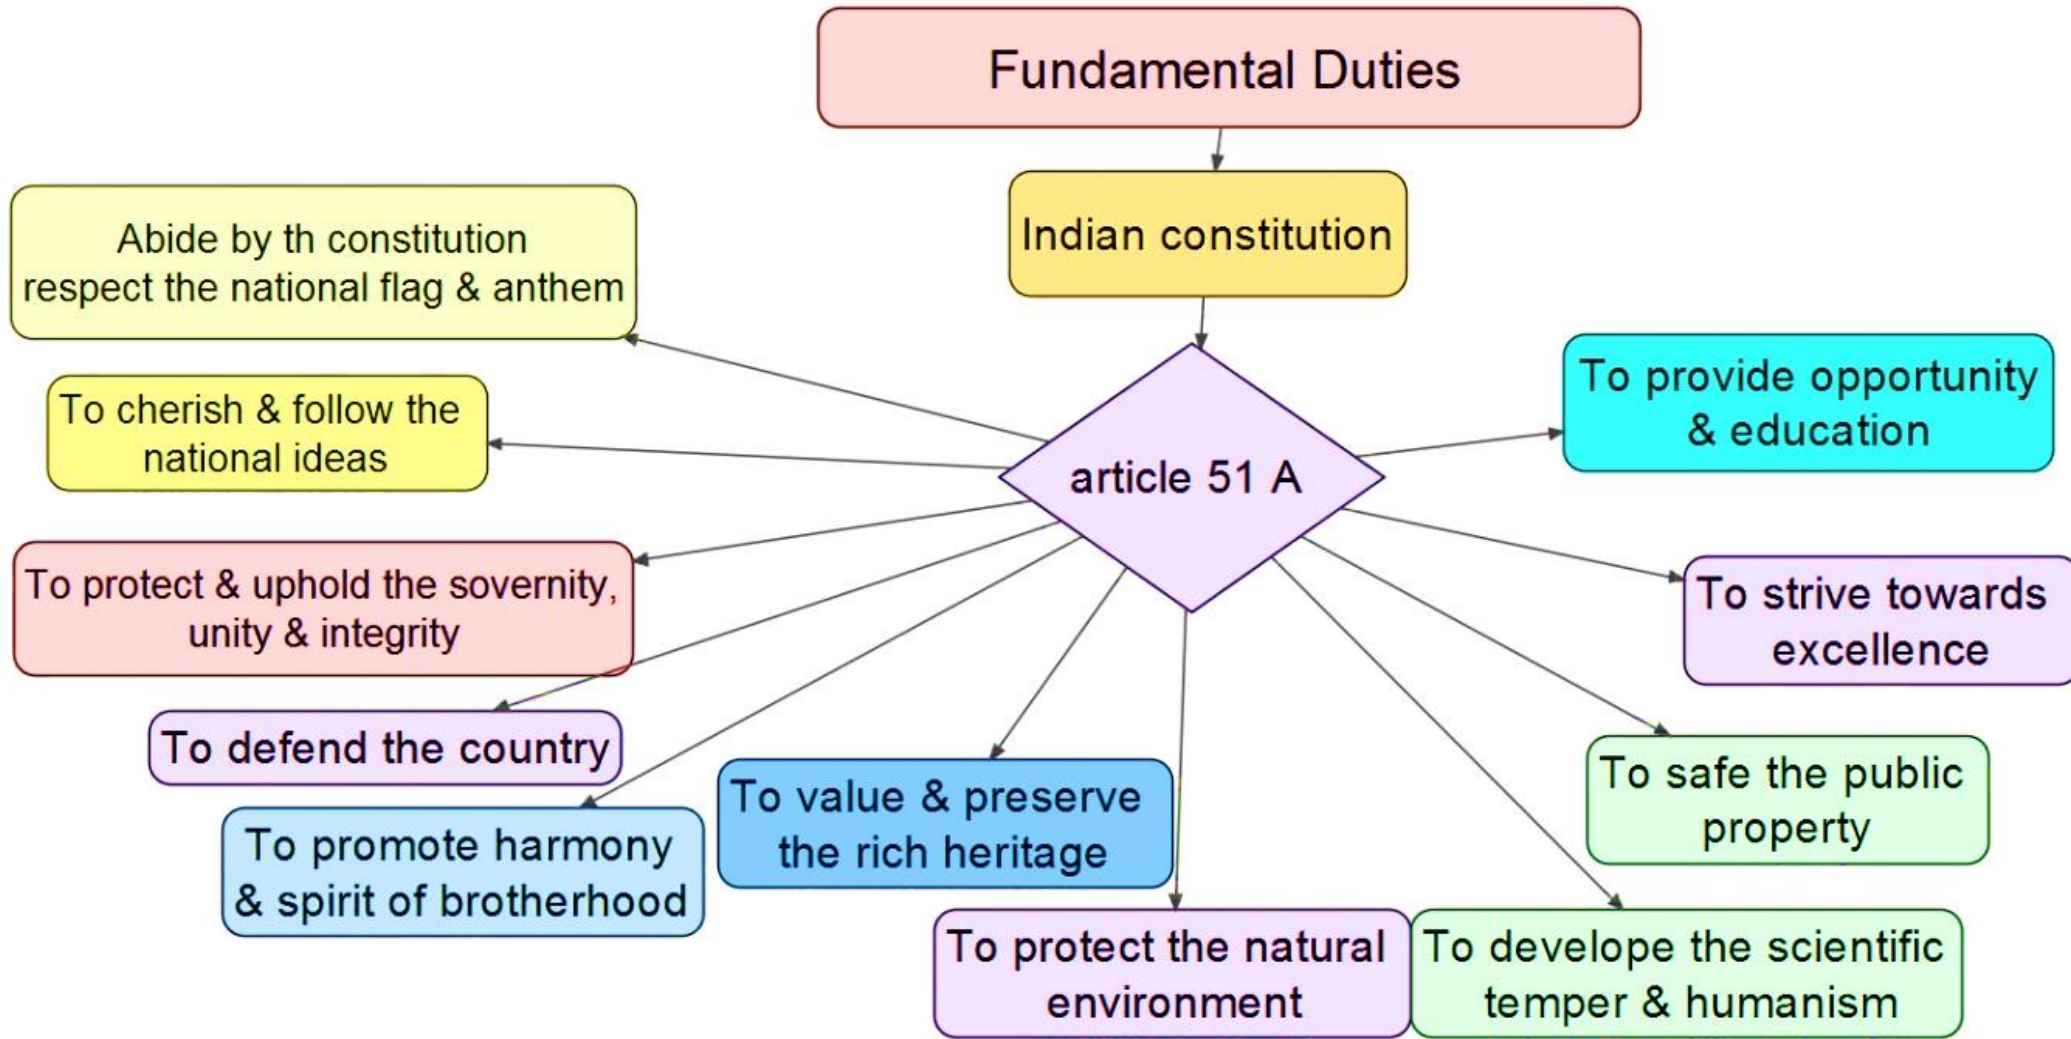 Fundamental Duties
Indian constitution
article 51 A
Abide by th constitution
respect the national flag & anthem
To cherish & follow the
national ideas
To protect & uphold the sovernity,
unity & integrity
To defend the country
To promote harmony
& spirit of brotherhood
To value & preserve
the rich heritage
To protect the natural
environment
To develope the scientific
temper & humanism
To safe the public
property
To strive towards
excellence
To provide opportunity
& education